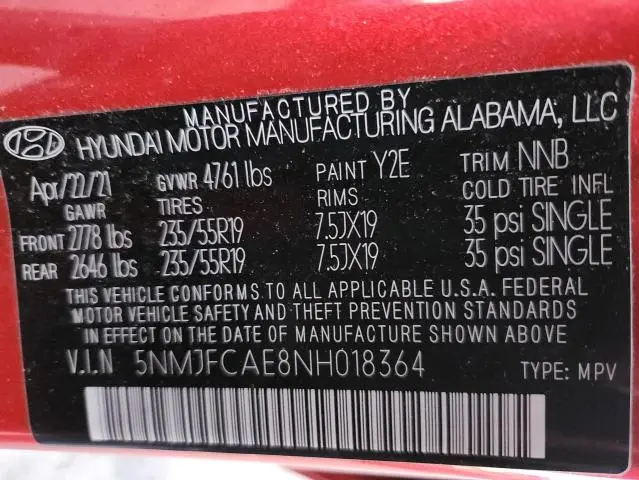 MANUFACTURED BY
HYUNDAI MOTOR MANUFACTURING ALABAMA, LLC
Apr/22/21 GVWR 4761 lbs PAINT Y2E TRIM NNB
GAWR TIRES RIMS COLD TIRE INFL
FRONT 2778 lbs 235/55R19 7.5JX19 35 psi SINGLE
REAR 2646 lbs 235/55R19 7.5JX19 35 psi SINGLE
THIS VEHICLE CONFORMS TO ALL APPLICABLE U.S.A. FEDERAL
MOTOR VEHICLE SAFETY AND THEFT PREVENTION STANDARDS
IN EFFECT ON THE DATE OF MANUFACTURE SHOWN ABOVE
V.I.N 5NMJFCAE8NH018364 TYPE: MPV